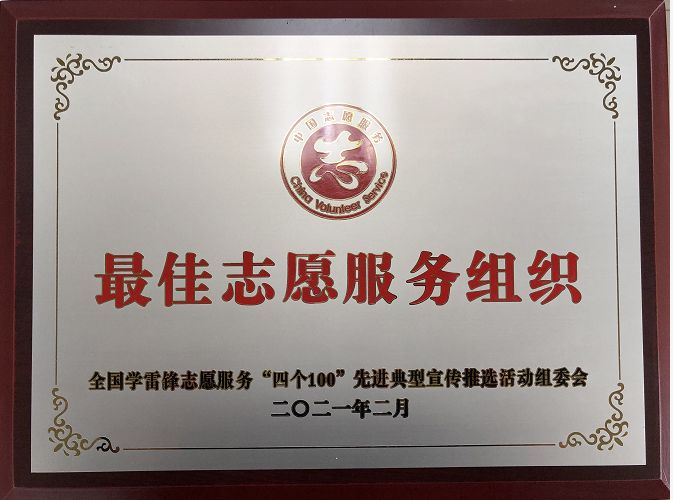 中国志愿服务
志
China Volunteer Service
最佳志愿服务组织
全国学雷锋志愿服务“四个100”先进典型宣传推选活动组委会
二〇二一年二月